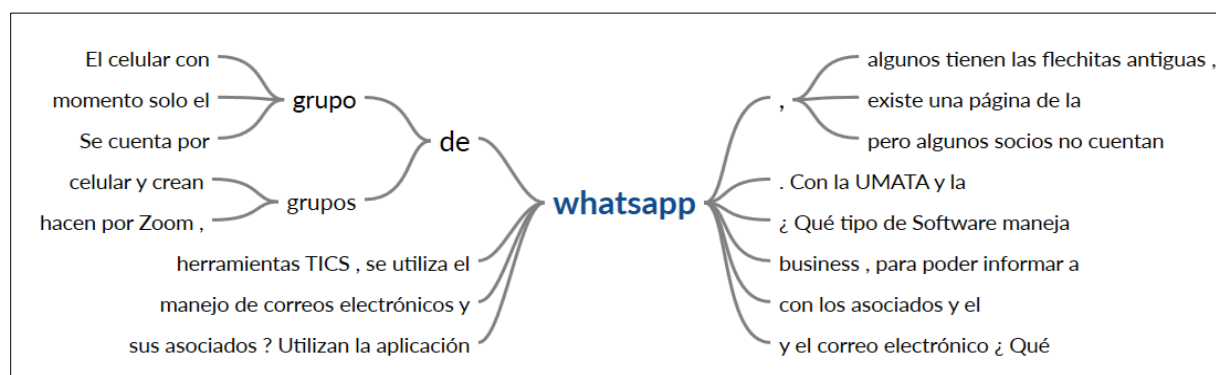 El celular con
momento solo el
Se cuenta por
grupo
celular y crean
hacen por Zoom ,
grupos
de
herramientas TICS , se utiliza el
manejo de correos electrónicos y
sus asociados ? Utilizan la aplicación
whatsapp
,
algunos tienen las flechitas antiguas ,
existe una página de la
pero algunos socios no cuentan
. Con la UMATA y la
¿ Qué tipo de Software maneja
business , para poder informar a
con los asociados y el
y el correo electrónico ¿ Qué